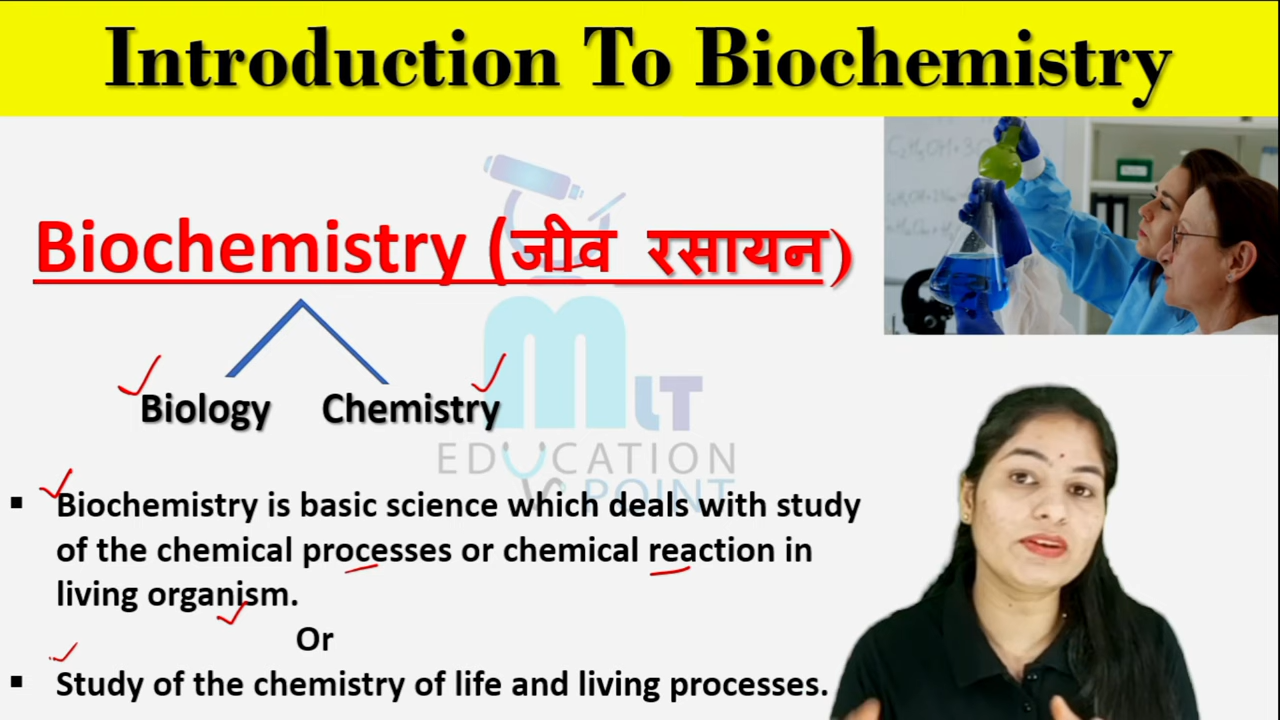 Introduction To Biochemistry
Biochemistry (जीव रसायन)
Biology Chemistry
MLT
EDUCATION
POINT
▪ Biochemistry is basic science which deals with study
of the chemical processes or chemical reaction in
living organism.
Or
▪ Study of the chemistry of life and living processes.